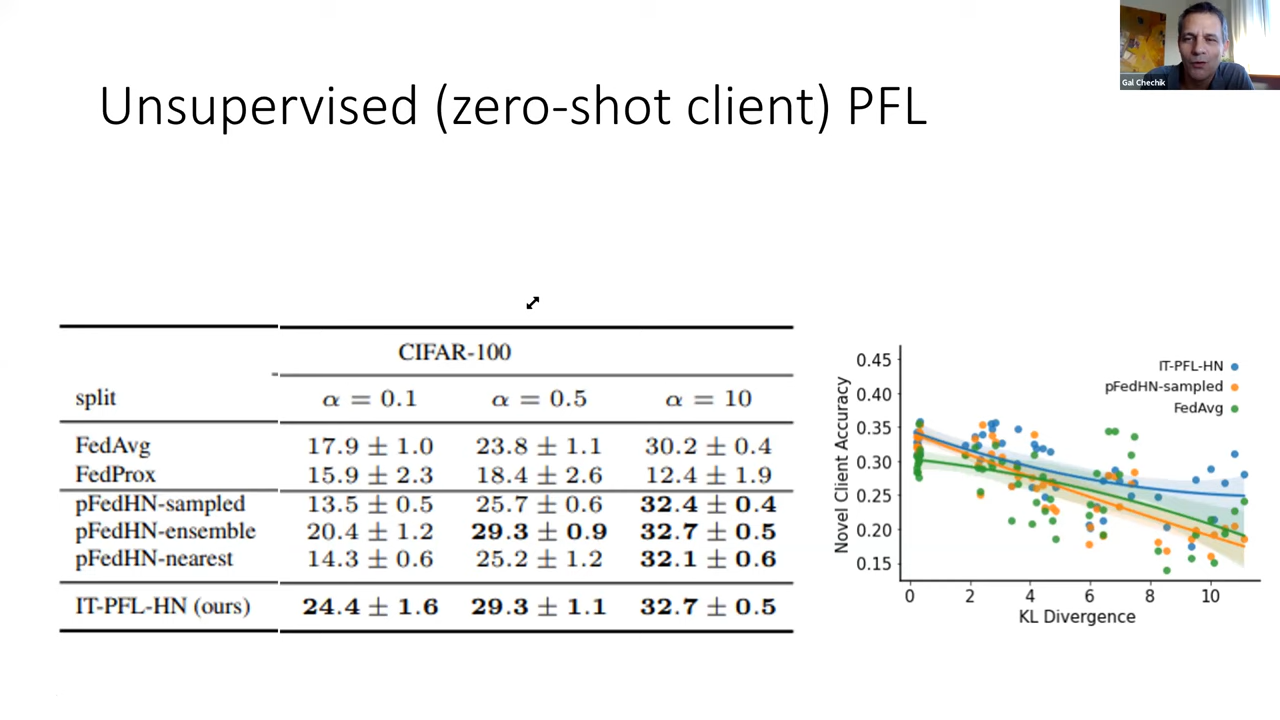 Gal Chechik
Unsupervised (zero-shot client) PFL
CIFAR-100
split α = 0.1 α = 0.5 α = 10
FedAvg 17.9 ± 1.0 23.8 ± 1.1 30.2 ± 0.4
FedProx 15.9 ± 2.3 18.4 ± 2.6 12.4 ± 1.9
pFedHN-sampled 13.5 ± 0.5 25.7 ± 0.6 32.4 ± 0.4
pFedHN-ensemble 20.4 ± 1.2 29.3 ± 0.9 32.7 ± 0.5
pFedHN-nearest 14.3 ± 0.6 25.2 ± 1.2 32.1 ± 0.6
IT-PFL-HN (ours) 24.4 ± 1.6 29.3 ± 1.1 32.7 ± 0.5
Novel Client Accuracy
0.45
0.40
0.35
0.30
0.25
0.20
0.15
IT-PFL-HN
pFedHN-sampled
FedAvg
0 2 4 6 8 10
KL Divergence